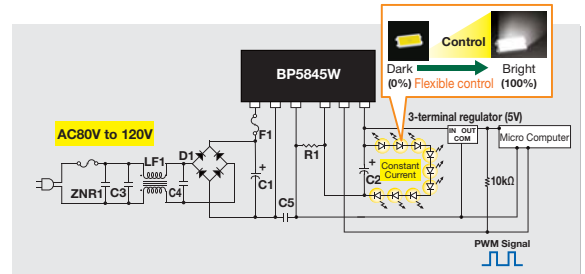 Control
Dark
Bright
(0%) Flexible control (100%)
BP5845W
3-terminal regulator (5V)
IN OUT
COM
Micro Computer
AC80V to 120V
F1
D1
LF1
R1
ZNR1
C3
C4
C1
C2
Constant
Current
10kΩ
C5
PWM Signal